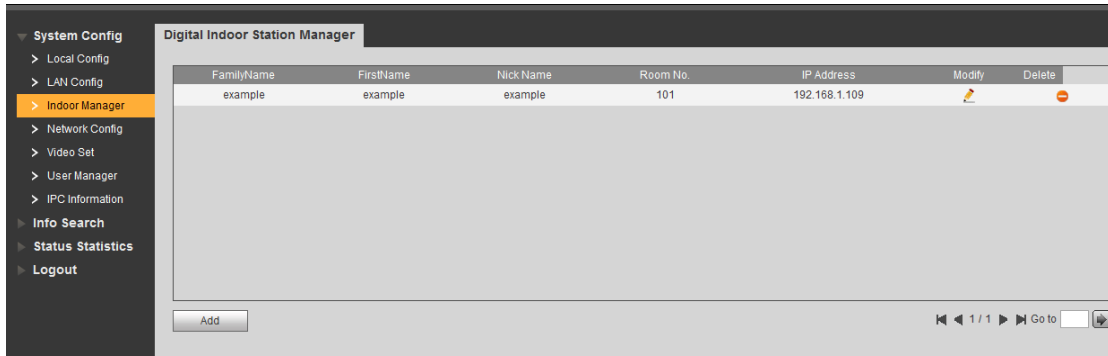 System Config
Local Config
LAN Config
Indoor Manager
Network Config
Video Set
User Manager
IPC Information
Info Search
Status Statistics
Logout
Digital Indoor Station Manager
FamilyName FirstName Nick Name Room No. IP Address Modify Delete
example example example 101 192.168.1.109
Add
1 / 1 Go to